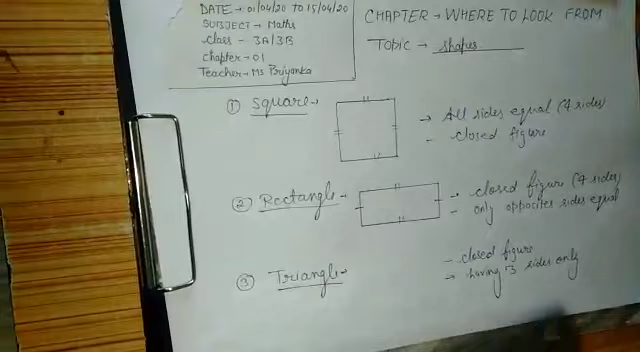 DATE → 01/04/20 TO 15/04/20
SUBJECT → Maths
class - 3A/3B
Chapter → 01
Teacher → Ms Priyanka
CHAPTER → WHERE TO LOOK FROM
TOPIC → shapes
① Square →
→ All sides equal (4 sides)
- closed figure
② Rectangle -
→ closed figure (4 sides)
- only opposites sides equal
③ Triangle -
- closed figure
→ having 3 sides only